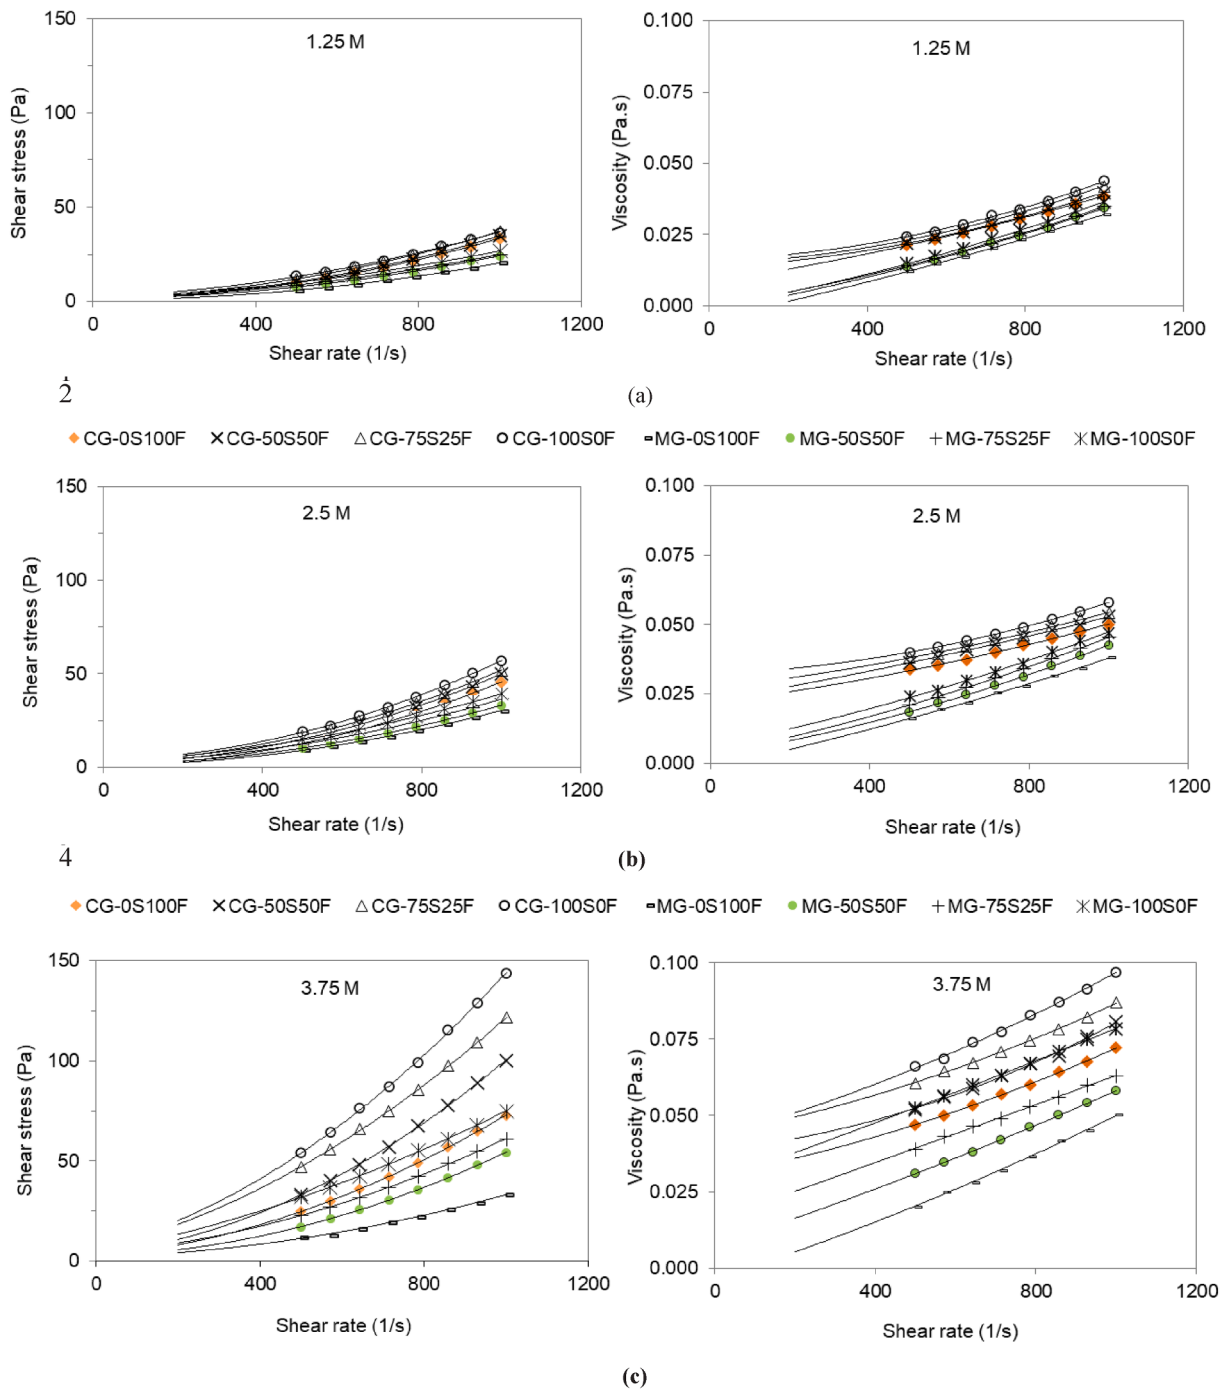 1.25 M
Shear stress (Pa)
150
100
50
0
0 400 800 1200
Shear rate (1/s)
1.25 M
Viscosity (Pa.s)
0.100
0.075
0.050
0.025
0.000
0 400 800 1200
Shear rate (1/s)
2
(a)
CG-0S100F CG-50S50F CG-75S25F CG-100S0F MG-0S100F MG-50S50F MG-75S25F MG-100S0F
2.5 M
Shear stress (Pa)
150
100
50
0
0 400 800 1200
Shear rate (1/s)
2.5 M
Viscosity (Pa.s)
0.100
0.075
0.050
0.025
0.000
0 400 800 1200
Shear rate (1/s)
4
(b)
CG-0S100F CG-50S50F CG-75S25F CG-100S0F MG-0S100F MG-50S50F MG-75S25F MG-100S0F
3.75 M
Shear stress (Pa)
150
100
50
0
0 400 800 1200
Shear rate (1/s)
3.75 M
Viscosity (Pa.s)
0.100
0.075
0.050
0.025
0.000
0 400 800 1200
Shear rate (1/s)
(c)